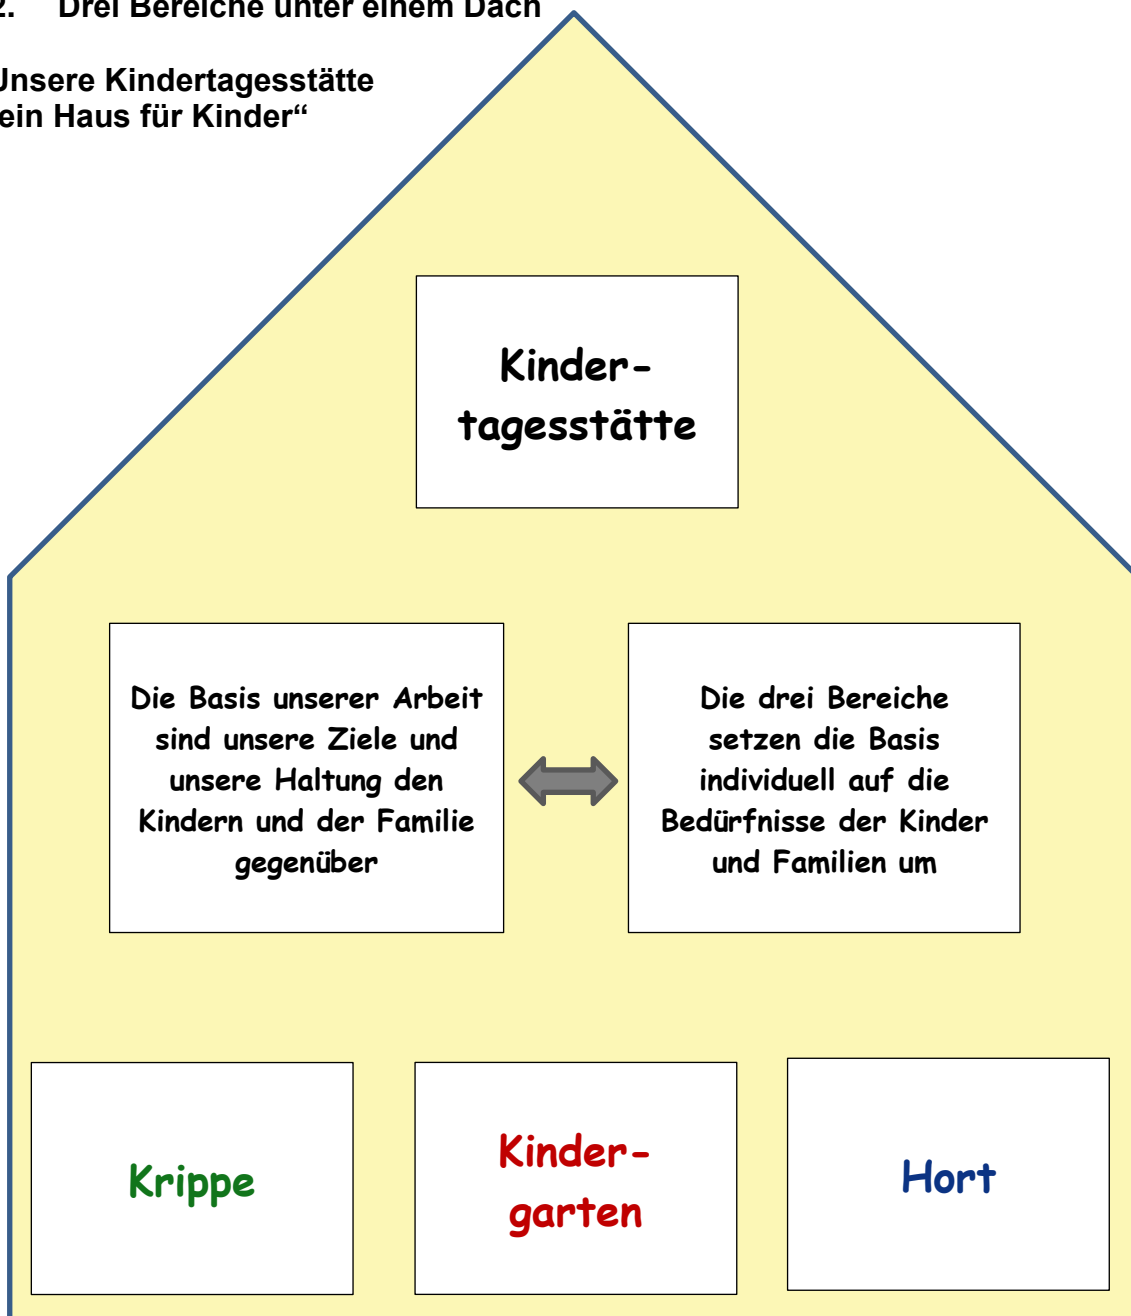 2. Drei Bereiche unter einem Dach
Unsere Kindertagesstätte
ein Haus für Kinder“
Kinder-
tagesstätte
Die Basis unserer Arbeit
sind unsere Ziele und
unsere Haltung den
Kindern und der Familie
gegenüber
Die drei Bereiche
setzen die Basis
individuell auf die
Bedürfnisse der Kinder
und Familien um
Krippe
Kinder-
garten
Hort